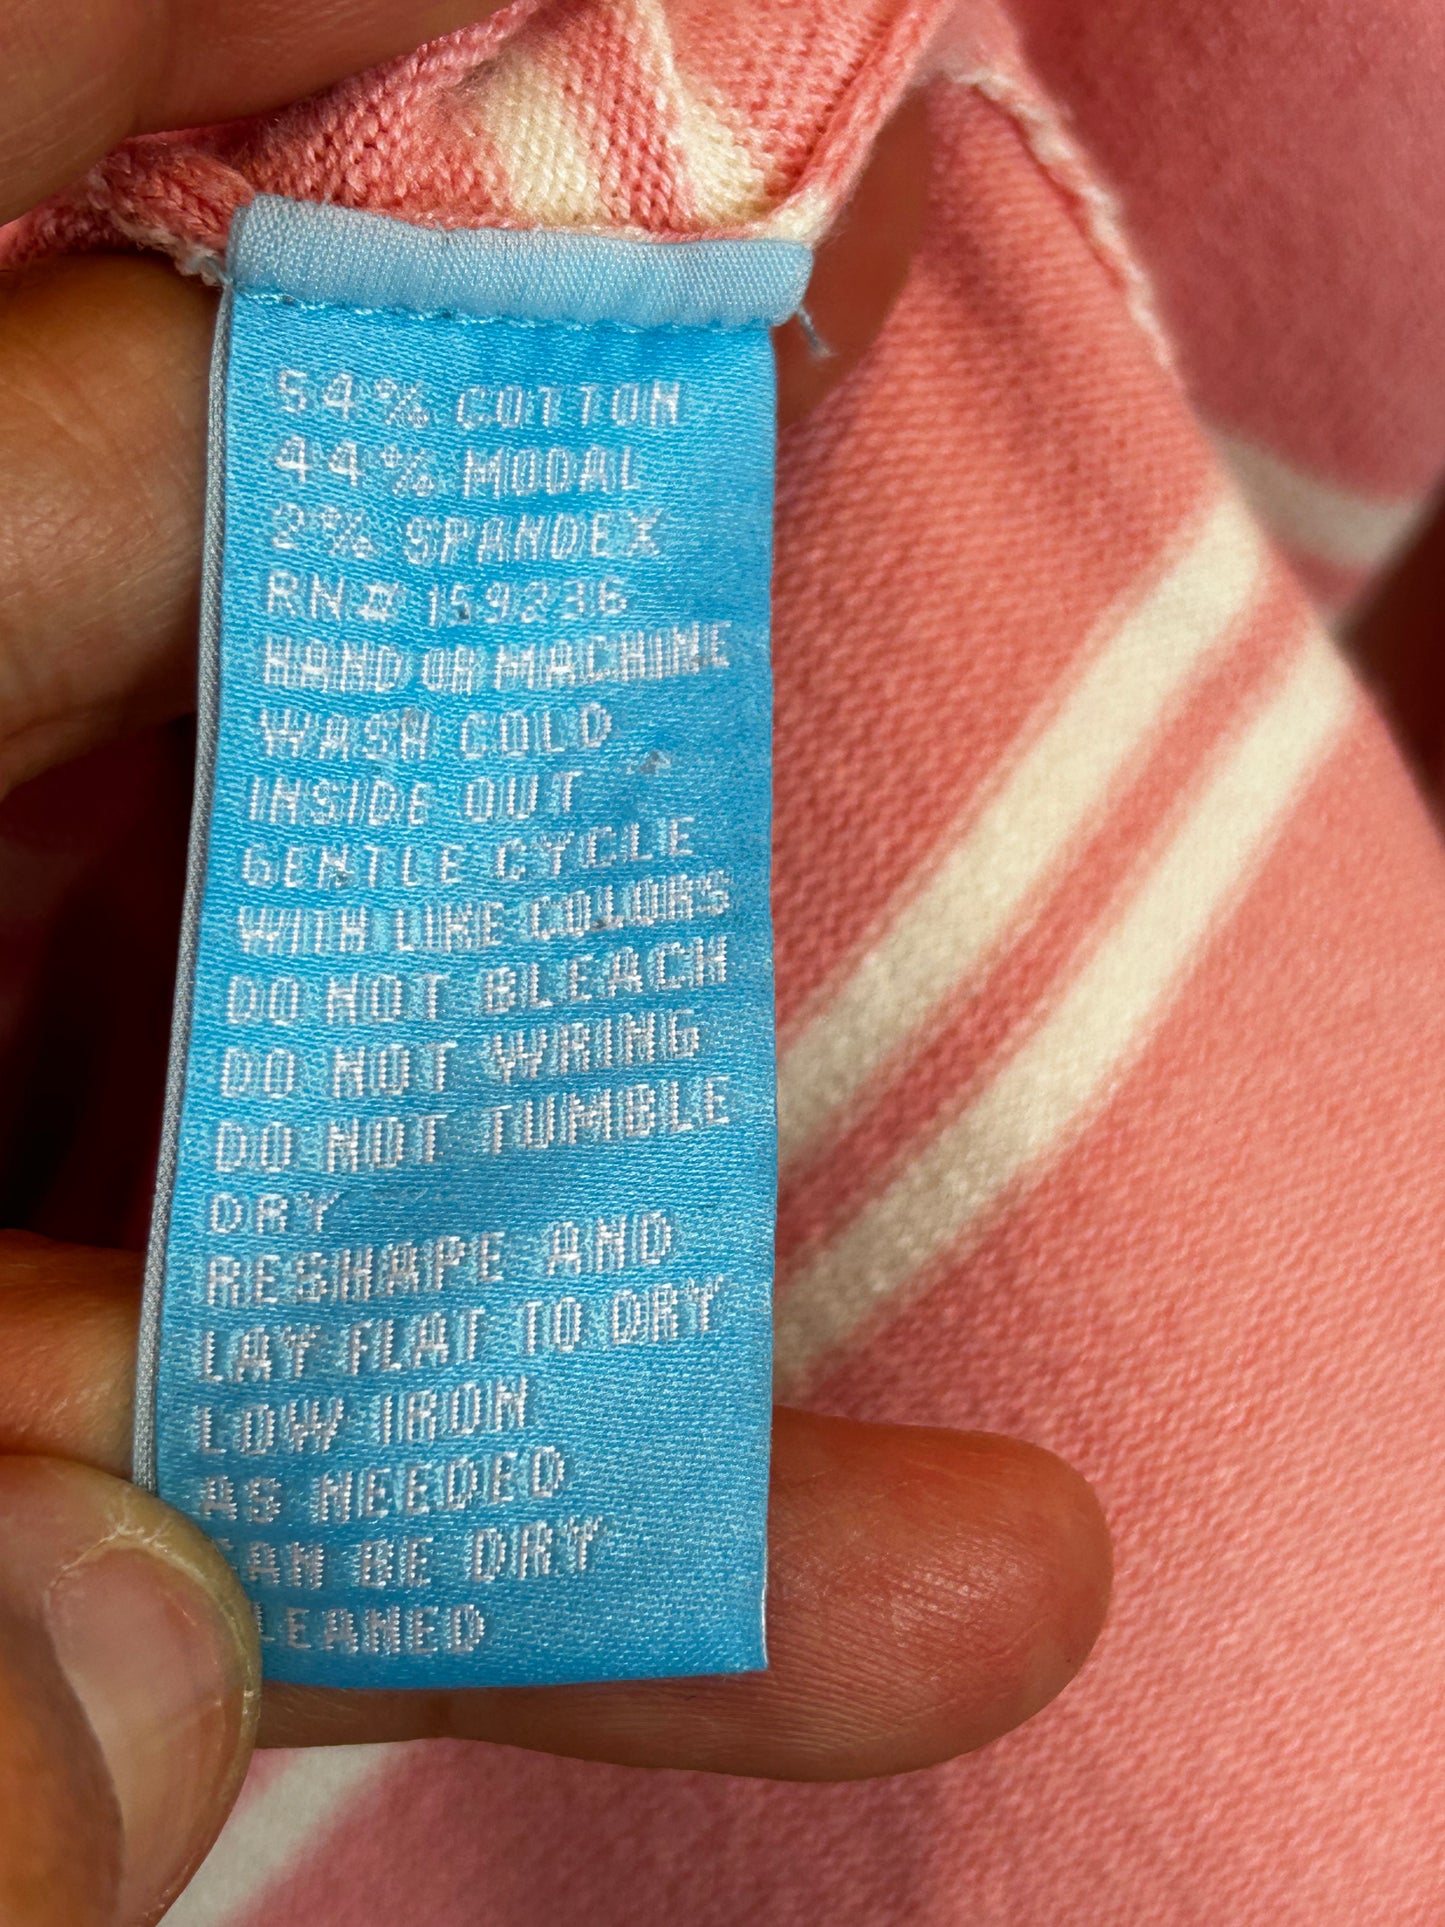 54% COTTON
44% MODAL
2% SPANDEX
RN# 159236
HAND OR MACHINE
WASH COLD
INSIDE OUT
GENTLE CYCLE
WITH LIKE COLOURS
DO NOT BLEACH
DO NOT WRING
DO NOT TUMBLE
DRY
RESHAPE AND
LAY FLAT TO DRY
LOW IRON
AS NEEDED
CAN BE DRY
CLEANED